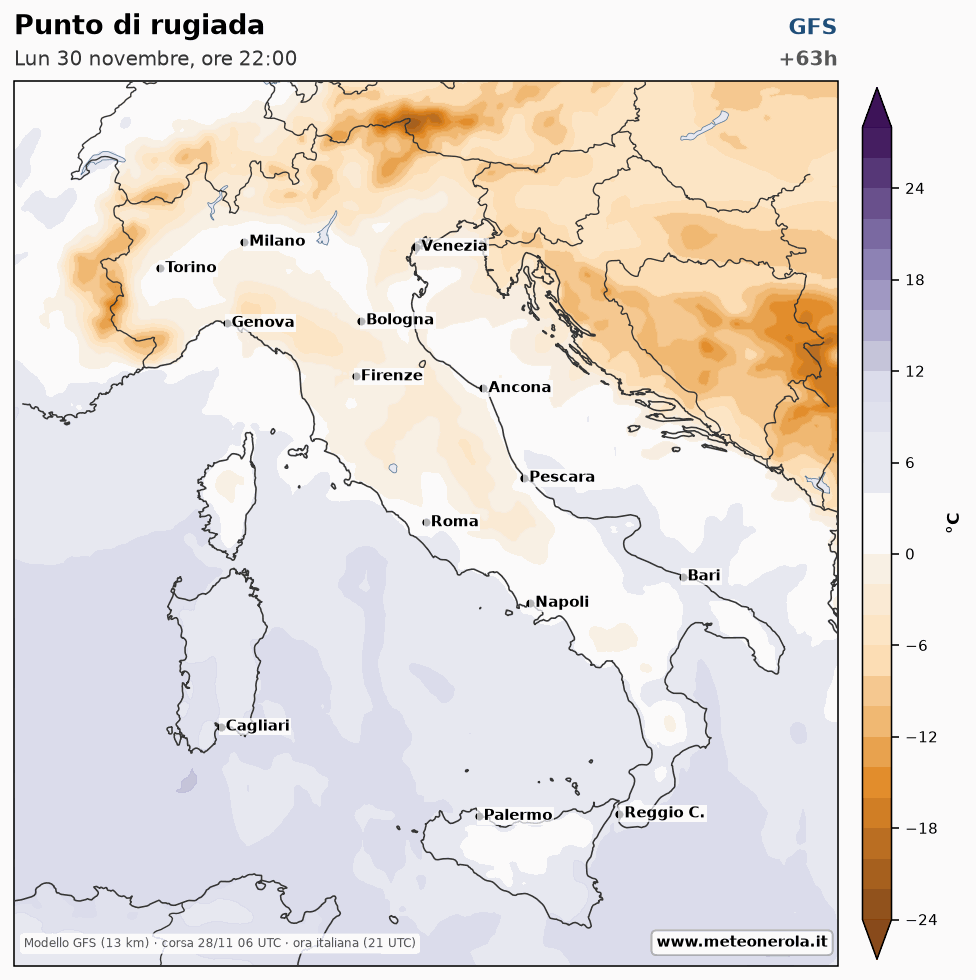 Punto di rugiada
GFS
Lun 30 novembre, ore 22:00
+63h
Milano
Venezia
Torino
Genova
Bologna
Firenze
Ancona
Pescara
Roma
Bari
Napoli
Cagliari
Palermo
Reggio C.
24
18
12
6
0
−6
−12
−18
−24
°C
Modello GFS (13 km) · corsa 28/11 06 UTC · ora italiana (21 UTC)
www.meteonerola.it